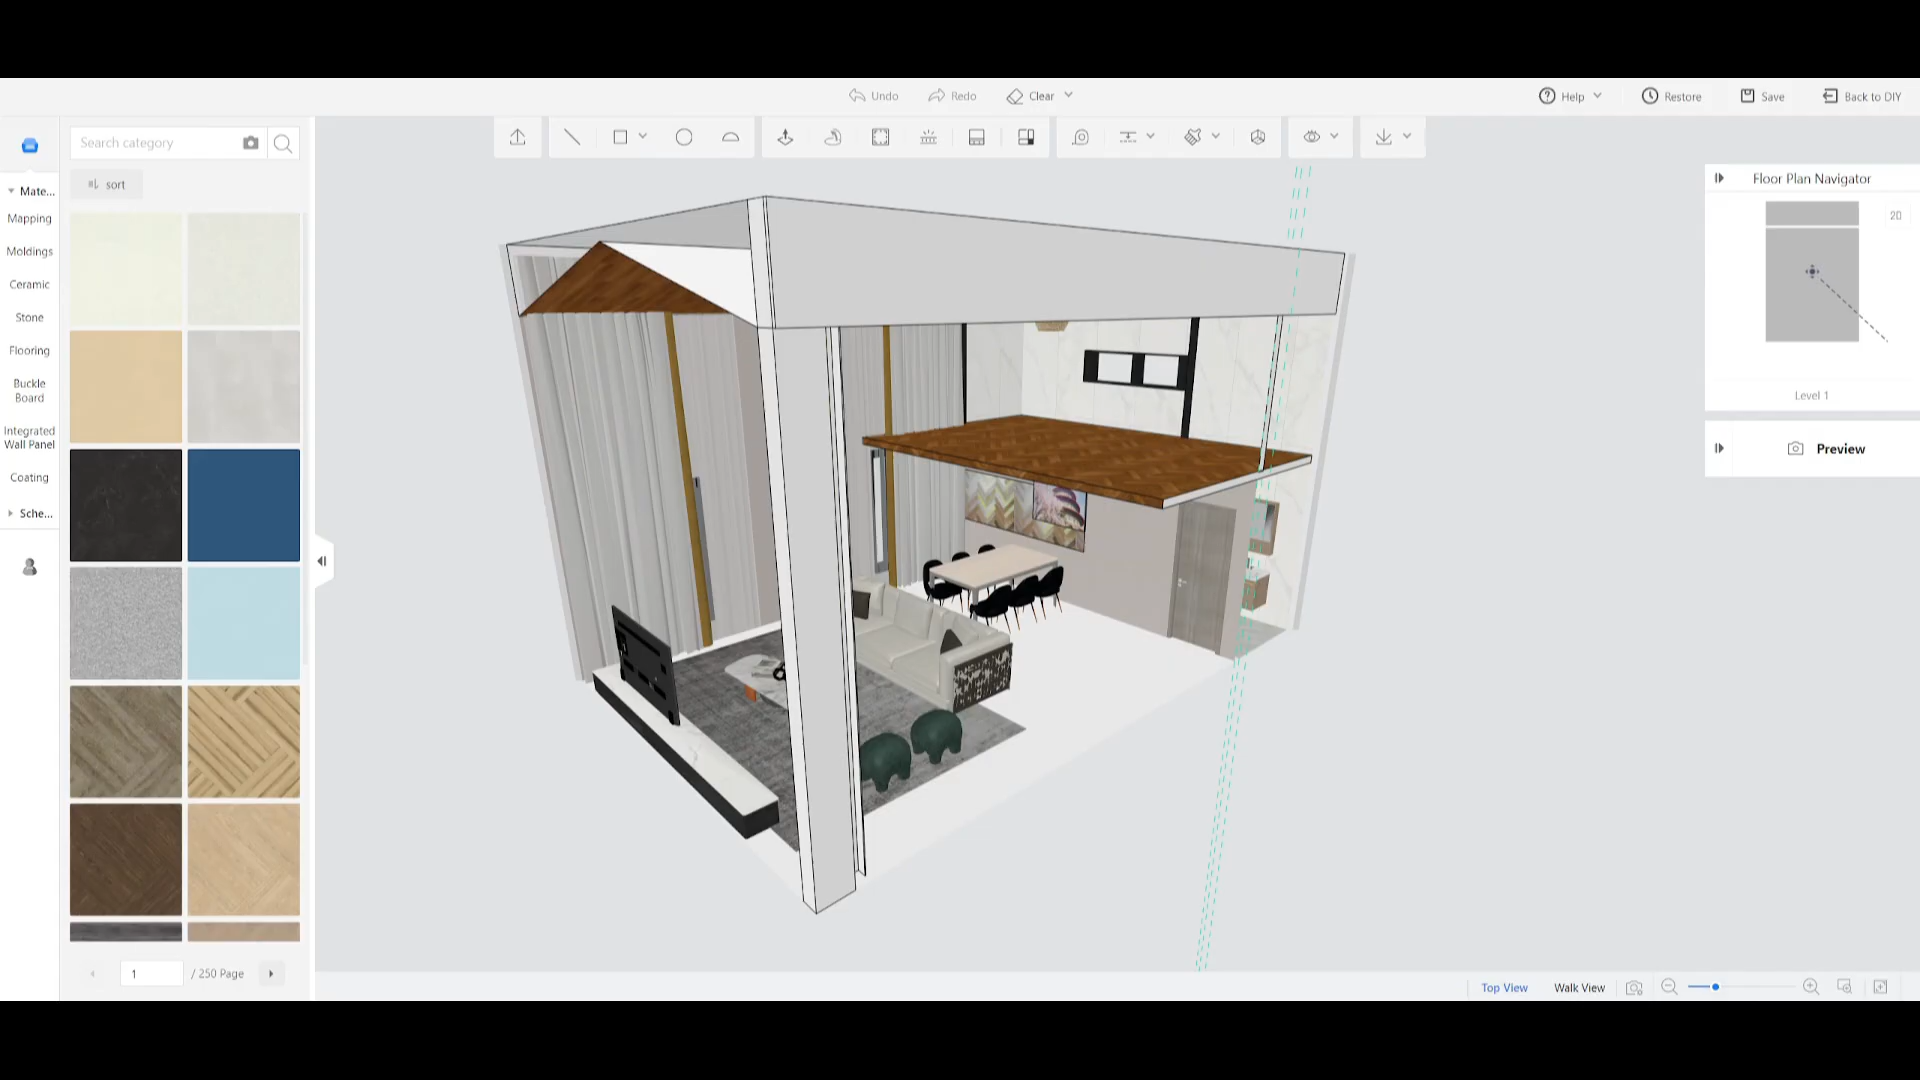 Undo
Redo
Clear
Help
Restore
Save
Back to DIY
Search category
sort
Mate...
Mapping
Moldings
Ceramic
Stone
Flooring
Buckle
Board
Integrated
Wall Panel
Coating
Sche...
Floor Plan Navigator
2D
Level 1
Preview
1
/ 250 Page
Top View
Walk View